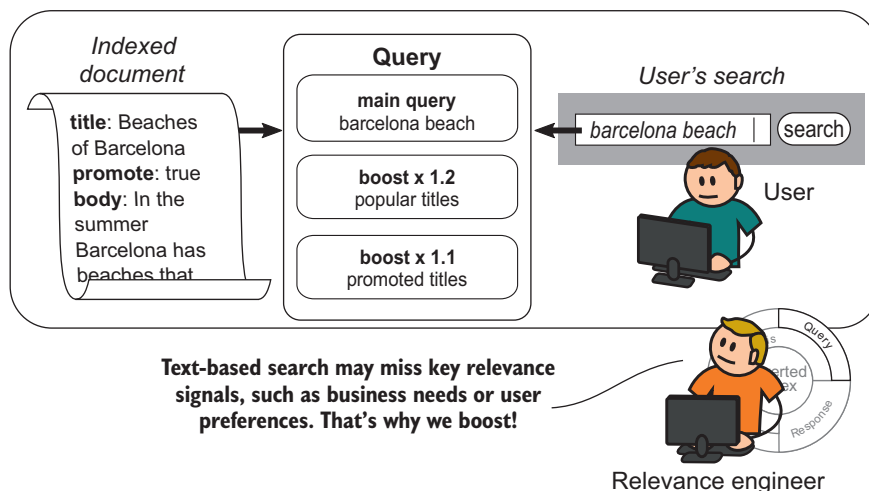 Indexed
document
title: Beaches
of Barcelona
promote: true
body: In the
summer
Barcelona has
beaches that
Query
main query
barcelona beach
boost x 1.2
popular titles
boost x 1.1
promoted titles
User's search
barcelona beach
search
User
Text-based search may miss key relevance
signals, such as business needs or user
preferences. That's why we boost!
Query
Response
Relevance engineer